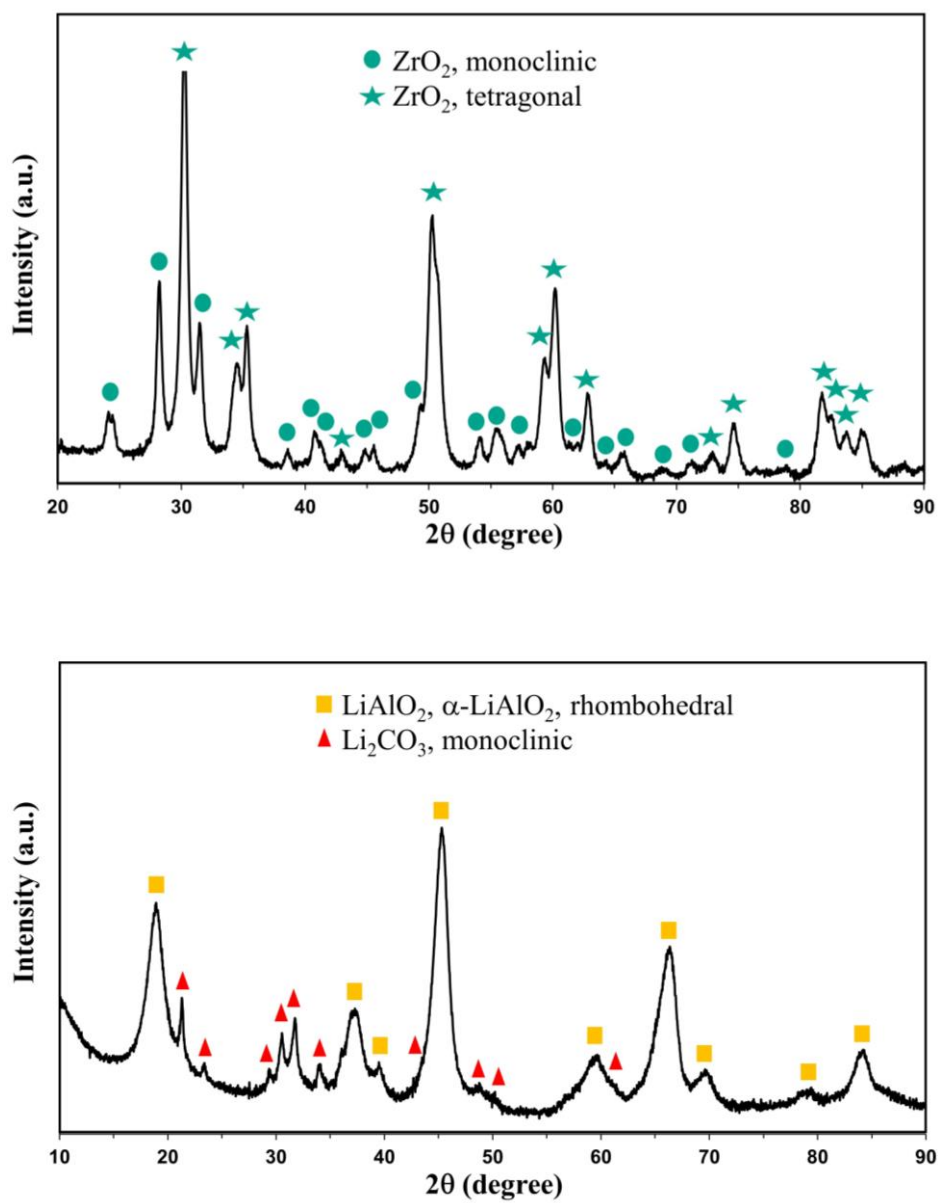 ZrO₂, monoclinic
ZrO₂, tetragonal
Intensity (a.u.)
20 30 40 50 60 70 80 90
2θ (degree)
LiAlO₂, α-LiAlO₂, rhombohedral
Li₂CO₃, monoclinic
Intensity (a.u.)
10 20 30 40 50 60 70 80 90
2θ (degree)